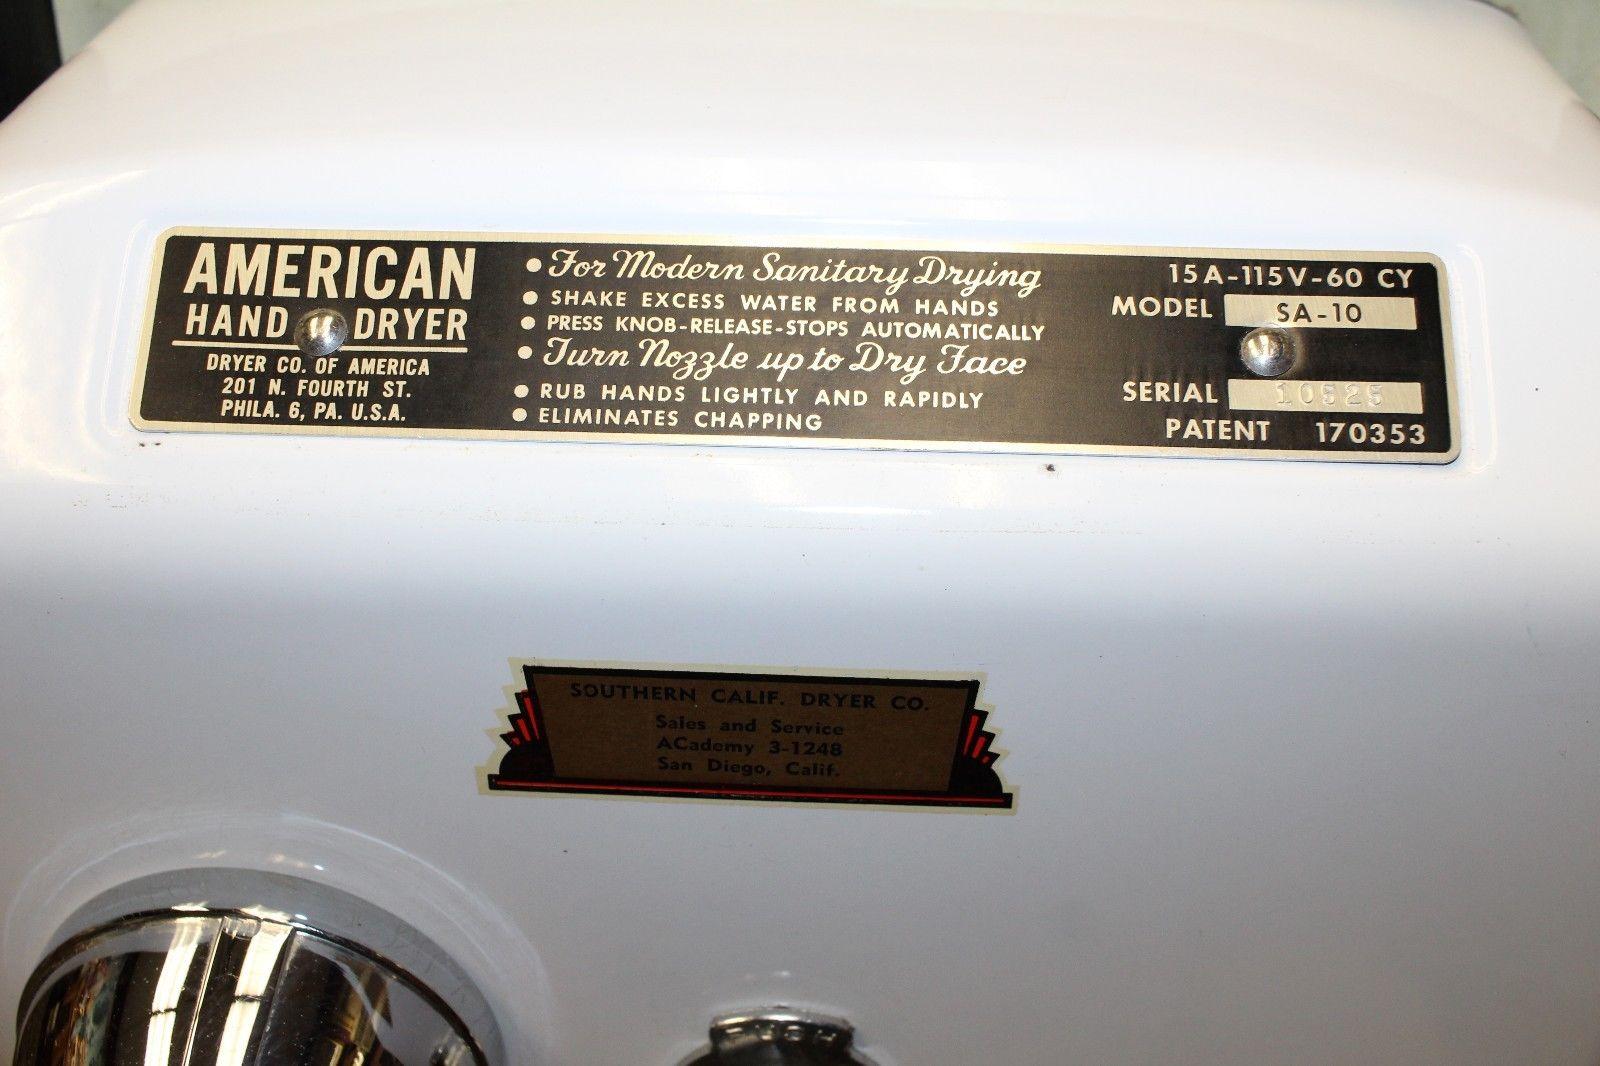 AMERICAN
HAND DRYER
DRYER CO. OF AMERICA
201 N. FOURTH ST.
PHILA. 6, PA. U.S.A.
• For Modern Sanitary Drying
• SHAKE EXCESS WATER FROM HANDS
• PRESS KNOB-RELEASE-STOPS AUTOMATICALLY
• Turn Nozzle up to Dry Face
• RUB HANDS LIGHTLY AND RAPIDLY
• ELIMINATES CHAPPING
15A-115V-60 CY
MODEL SA-10
SERIAL 10525
PATENT 170353
SOUTHERN CALIF. DRYER CO.
Sales and Service
ACademy 3-1248
San Diego, Calif.
PUSH